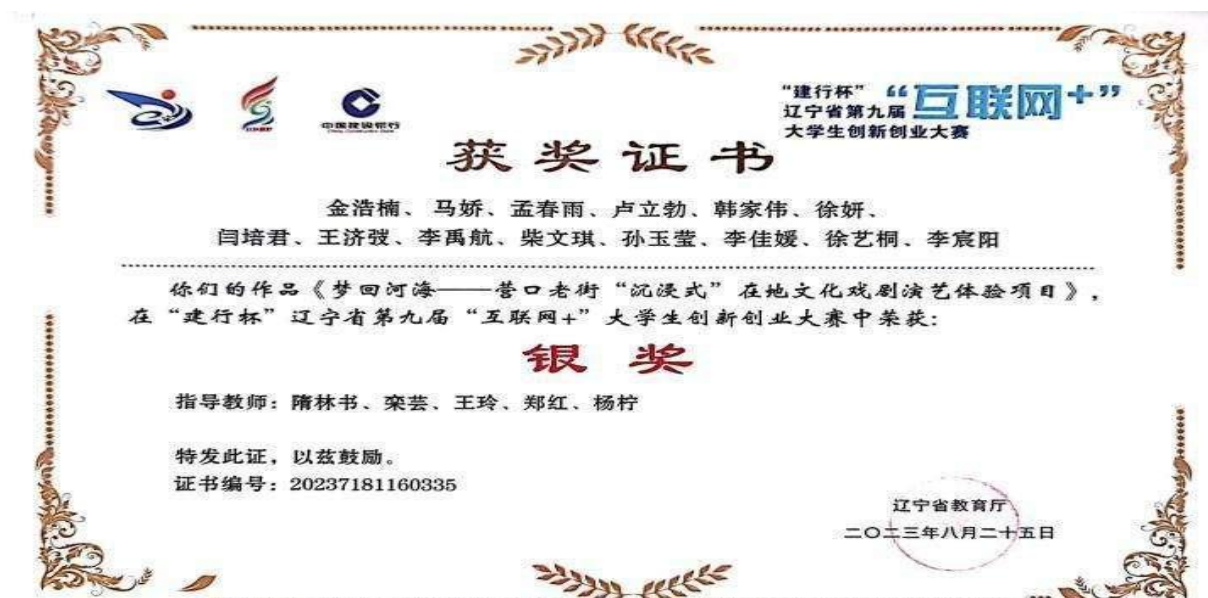 中国建设银行
"建行杯"
辽宁省第九届
大学生创新创业大赛
"互联网+"
获奖证书
金浩楠、马娇、孟春雨、卢立勃、韩家伟、徐妍、
闫培君、王济弢、李禹航、柴文琪、孙玉莹、李佳媛、徐艺桐、李宸阳
你们的作品《梦回河海——营口老街“沉浸式”在地文化戏剧演艺体验项目》,
在“建行杯”辽宁省第九届“互联网+”大学生创新创业大赛中荣获:
银奖
指导教师:隋林书、栾芸、王玲、郑红、杨柠
特发此证,以兹鼓励。
证书编号:20237181160335
辽宁省教育厅
二〇二三年八月二十五日